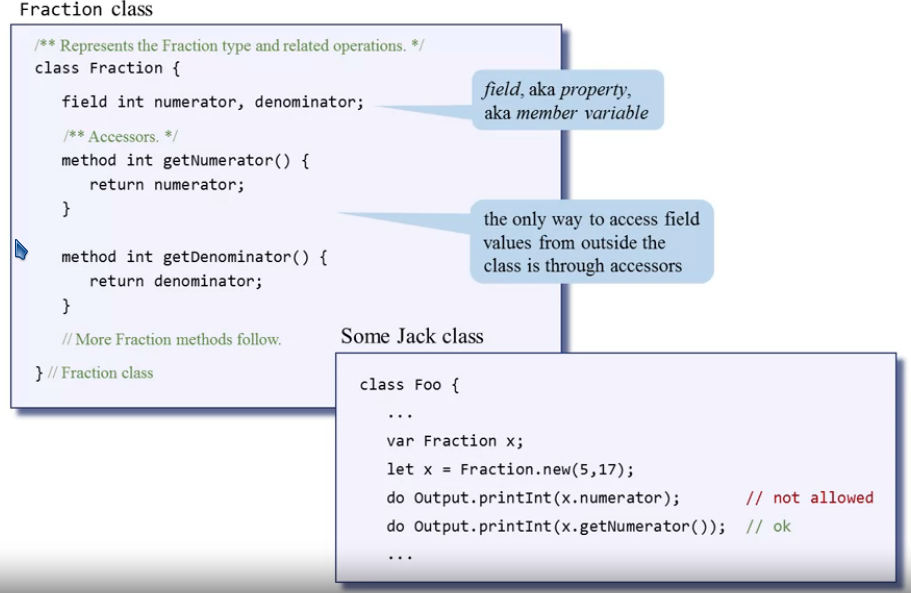 Fraction class
/** Represents the Fraction type and related operations. */
class Fraction {
field int numerator, denominator;
field, aka property,
aka member variable
/** Accessors. */
method int getNumerator() {
return numerator;
}
the only way to access field
values from outside the
class is through accessors
method int getDenominator() {
return denominator;
}
// More Fraction methods follow.
} // Fraction class
Some Jack class
class Foo {
...
var Fraction x;
let x = Fraction.new(5,17);
do Output.printInt(x.numerator); // not allowed
do Output.printInt(x.getNumerator()); // ok
...